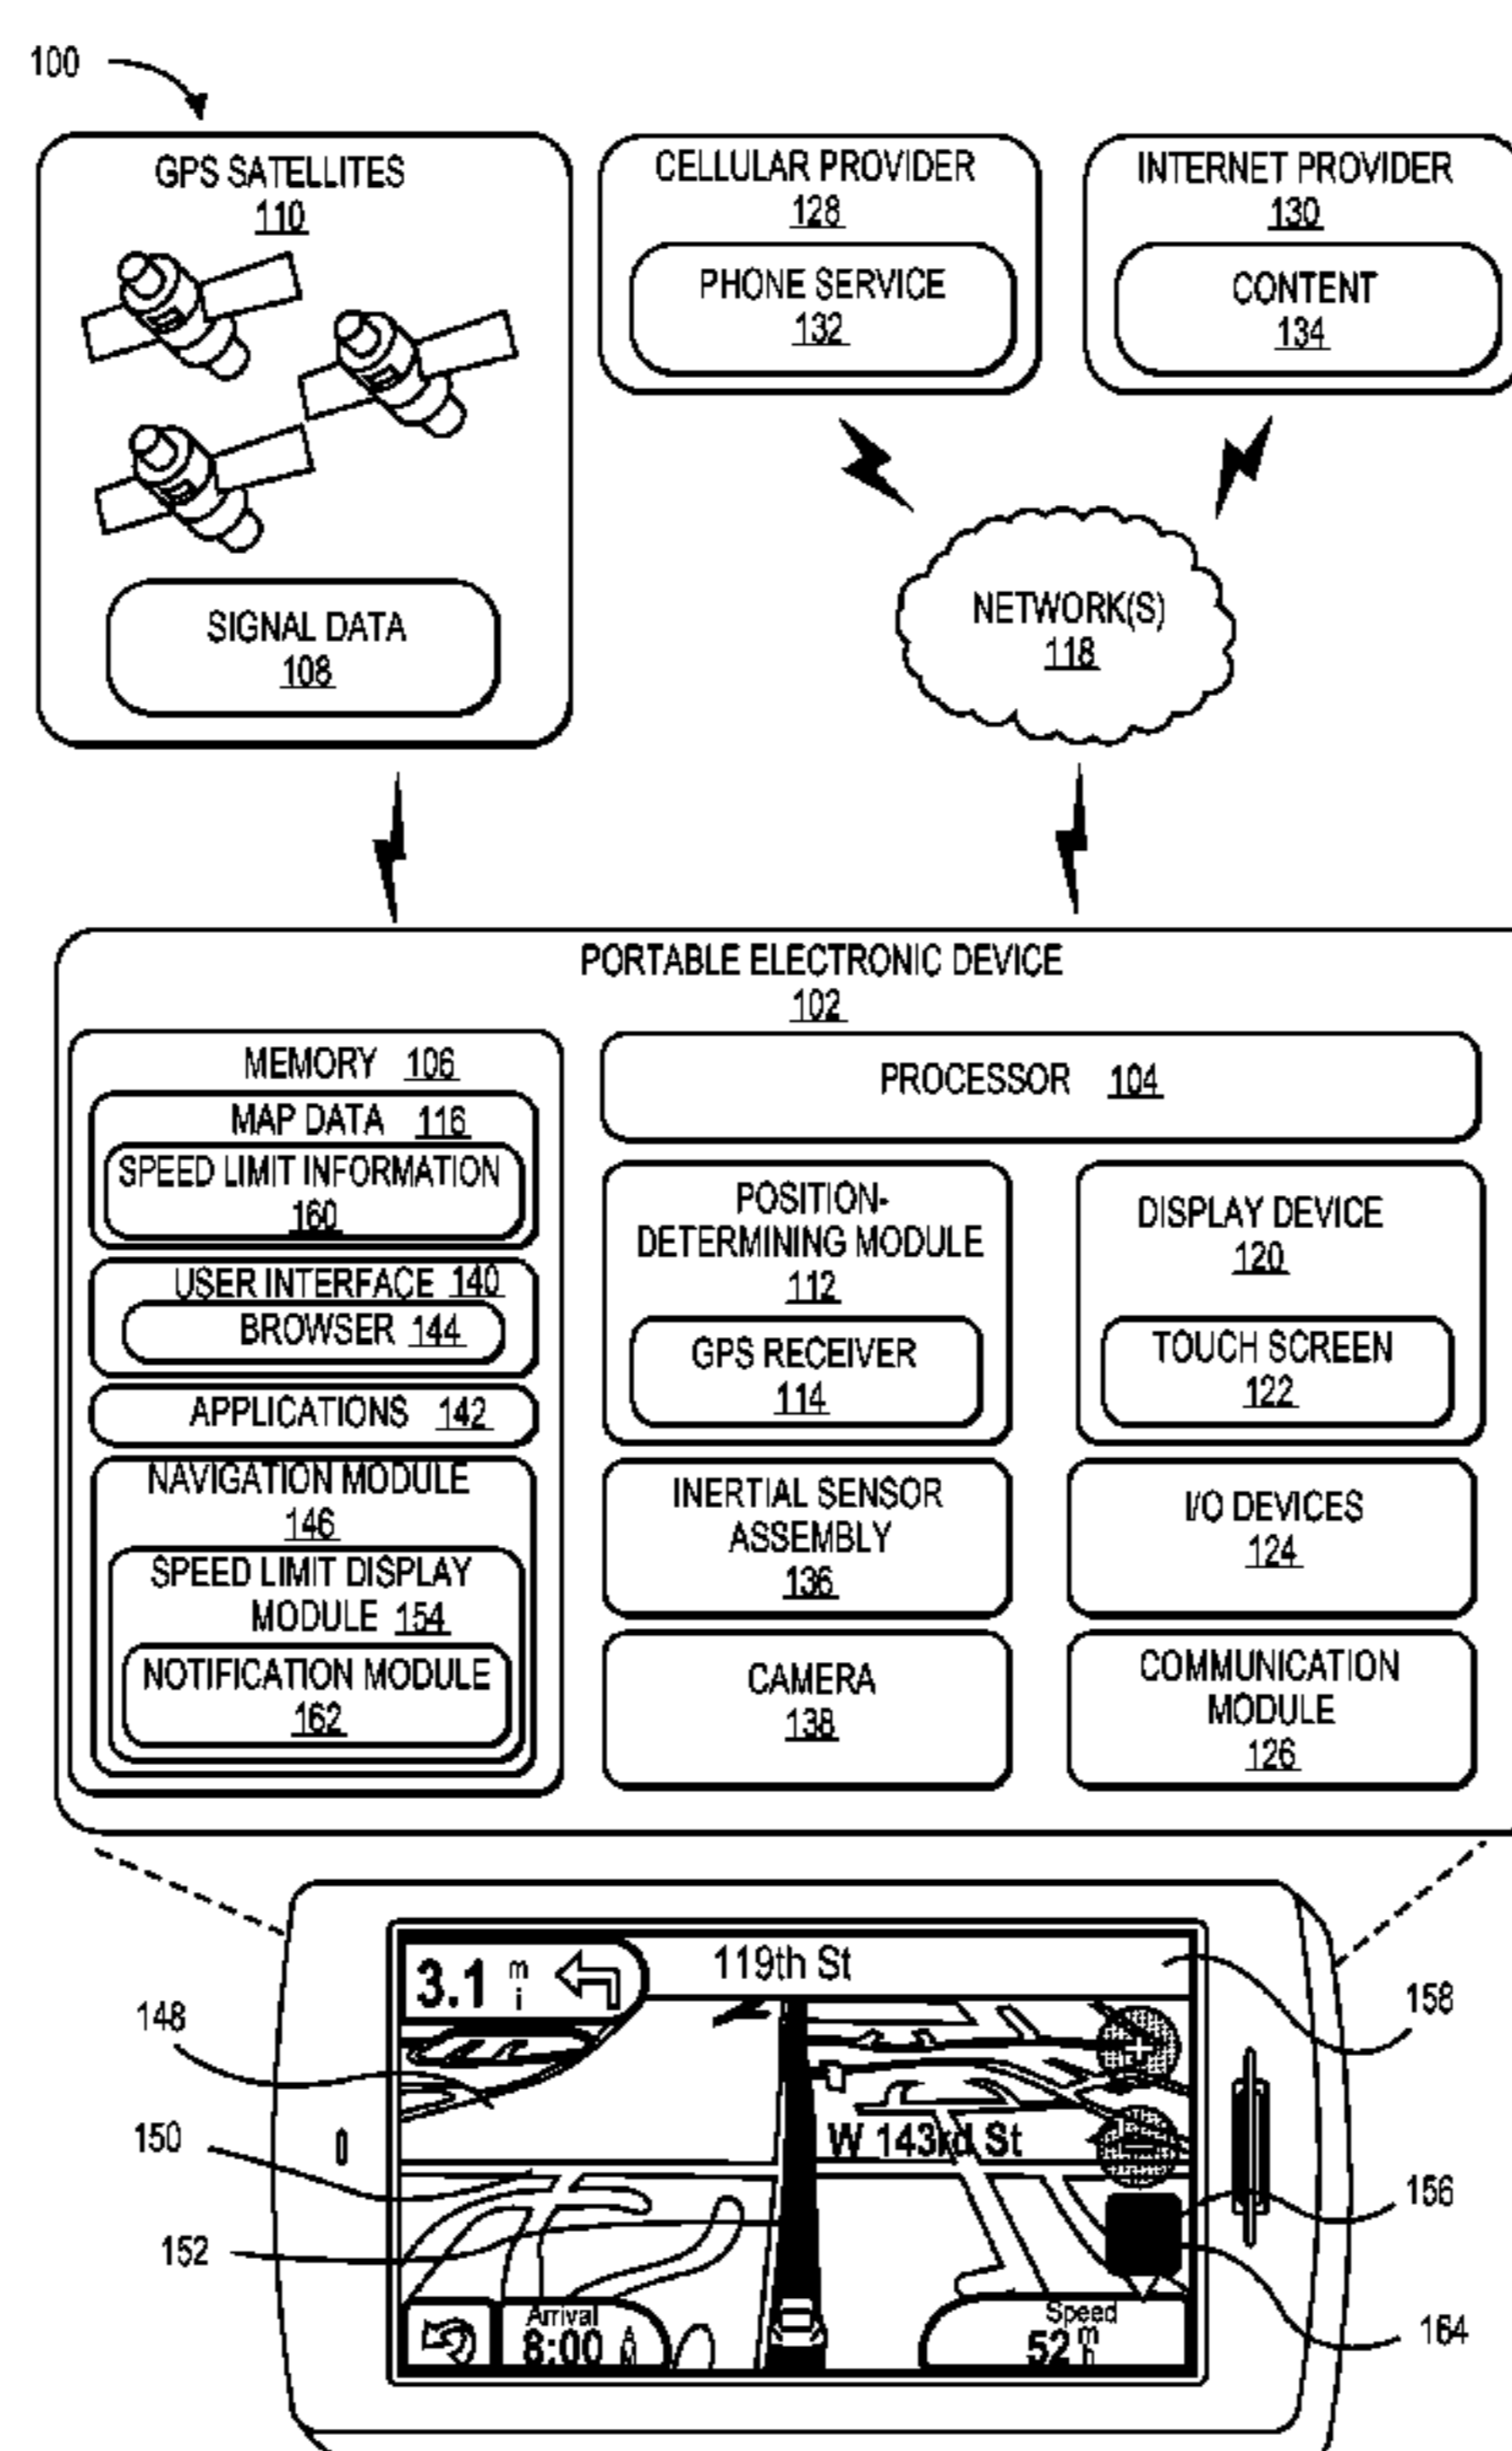 100
GPS SATELLITES
110
SIGNAL DATA
108
CELLULAR PROVIDER
128
PHONE SERVICE
132
INTERNET PROVIDER
130
CONTENT
134
NETWORK(S)
118
PORTABLE ELECTRONIC DEVICE
102
MEMORY 106
MAP DATA 116
SPEED LIMIT INFORMATION
160
USER INTERFACE 140
BROWSER 144
APPLICATIONS 142
NAVIGATION MODULE
146
SPEED LIMIT DISPLAY
MODULE 154
NOTIFICATION MODULE
162
PROCESSOR 104
POSITION-
DETERMINING MODULE
112
GPS RECEIVER
114
DISPLAY DEVICE
120
TOUCH SCREEN
122
INERTIAL SENSOR
ASSEMBLY
136
I/O DEVICES
124
CAMERA
138
COMMUNICATION
MODULE
126
3.1 mi
119th St
158
148
150
W 143rd St
156
152
164
Arrival
8:00 AM
Speed
52 mh